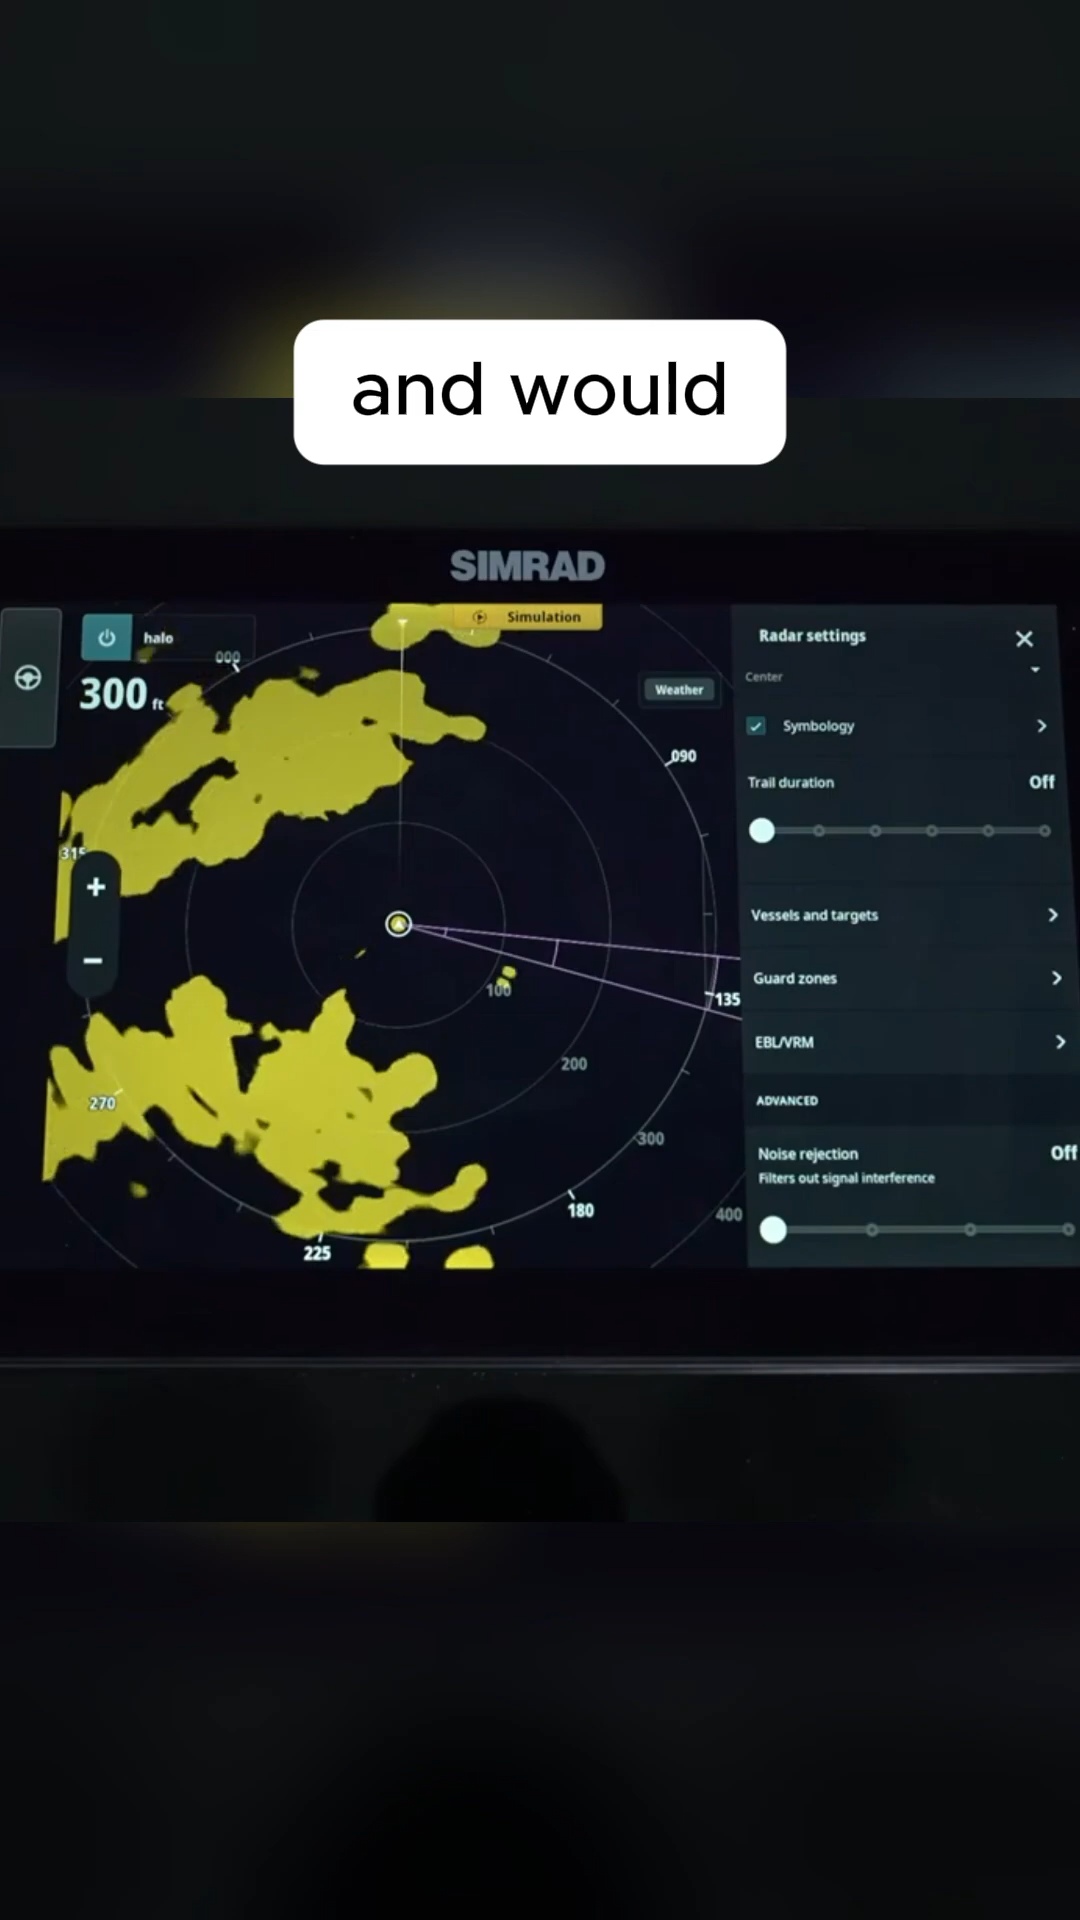 and would
SIMRAD
Simulation
halo
300 ft
000
Weather
090
315
+
−
100
135
200
270
300
180
400
225
Radar settings
Center
Symbology
Trail duration Off
Vessels and targets
Guard zones
EBL/VRM
ADVANCED
Noise rejection Off
Filters out signal interference